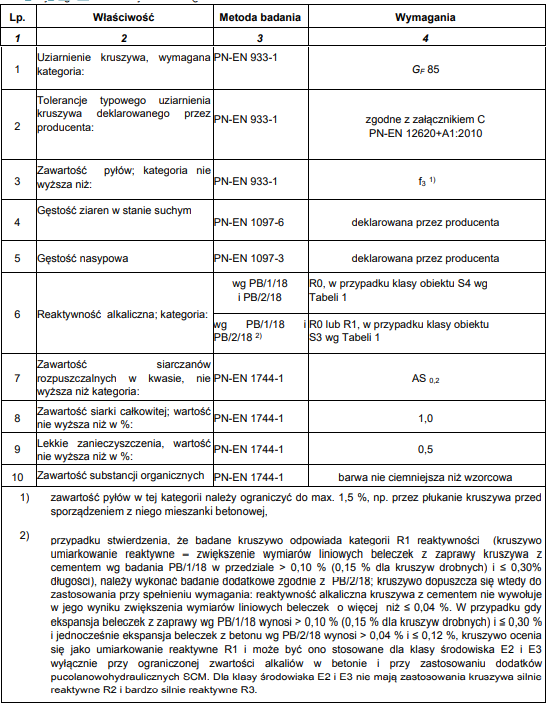 Lp. Właściwość Metoda badania Wymagania
1 2 3 4
1 Uziarnienie kruszywa, wymagana kategoria: PN-EN 933-1 GF 85
2 Tolerancje typowego uziarnienia kruszywa deklarowanego przez producenta: PN-EN 933-1 zgodne z załącznikiem C PN-EN 12620+A1:2010
3 Zawartość pyłów; kategoria nie wyższa niż: PN-EN 933-1 f3 1)
4 Gęstość ziaren w stanie suchym PN-EN 1097-6 deklarowana przez producenta
5 Gęstość nasypowa PN-EN 1097-3 deklarowana przez producenta
6 Reaktywność alkaliczna; kategoria: wg PB/1/18 i PB/2/18 R0, w przypadku klasy obiektu S4 wg Tabeli 1
wg PB/1/18 i PB/2/18 2) R0 lub R1, w przypadku klasy obiektu S3 wg Tabeli 1
7 Zawartość siarczanów rozpuszczalnych w kwasie, nie wyższa niż kategoria: PN-EN 1744-1 AS 0,2
8 Zawartość siarki całkowitej; wartość nie wyższa niż w %: PN-EN 1744-1 1,0
9 Lekkie zanieczyszczenia, wartość nie wyższa niż w %: PN-EN 1744-1 0,5
10 Zawartość substancji organicznych PN-EN 1744-1 barwa nie ciemniejsza niż wzorcowa
1) zawartość pyłów w tej kategorii należy ograniczyć do max. 1,5 %, np. przez płukanie kruszywa przed
sporządzeniem z niego mieszanki betonowej,
2) przypadku stwierdzenia, że badane kruszywo odpowiada kategorii R1 reaktywności (kruszywo
umiarkowanie reaktywne – zwiększenie wymiarów liniowych beleczek z zaprawy kruszywa z
cementem wg badania PB/1/18 w przedziale > 0,10 % (0,15 % dla kruszyw drobnych) i ≤ 0,30%
długości), należy wykonać badanie dodatkowe zgodnie z PB/2/18; kruszywo dopuszcza się wtedy do
zastosowania przy spełnieniu wymagania: reaktywność alkaliczna kruszywa z cementem nie wywołuje
w jego wyniku zwiększenia wymiarów liniowych beleczek o więcej niż ≤ 0,04 %. W przypadku gdy
ekspansja beleczek z zaprawy wg PB/1/18 wynosi > 0,10 % (0,15 % dla kruszyw drobnych) i ≤ 0,30 %
i jednocześnie ekspansja beleczek z betonu wg PB/2/18 wynosi > 0,04 % i ≤ 0,12 %, kruszywo ocenia
się jako umiarkowanie reaktywne R1 i może być ono stosowane dla klasy środowiska E2 i E3
wyłącznie przy ograniczonej zwartości alkaliów w betonie i przy zastosowaniu dodatków
pucolanowohydraulicznych SCM. Dla klasy środowiska E2 i E3 nie mają zastosowania kruszywa silnie
reaktywne R2 i bardzo silnie reaktywne R3.